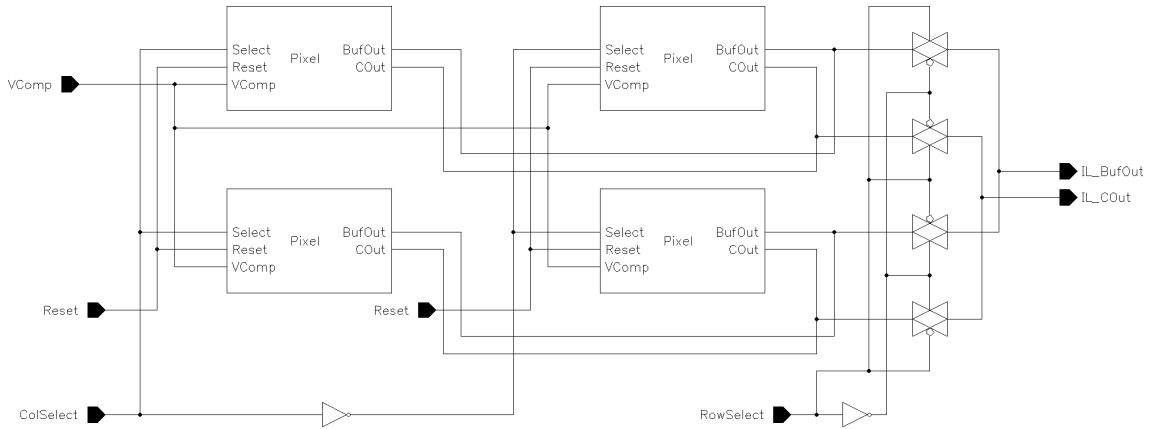 Select Pixel BufOut
Reset COut
VComp
Select Pixel BufOut
Reset COut
VComp
VComp
IL_BufOut
IL_COut
Select Pixel BufOut
Reset COut
VComp
Select Pixel BufOut
Reset COut
VComp
Reset
Reset
ColSelect
RowSelect